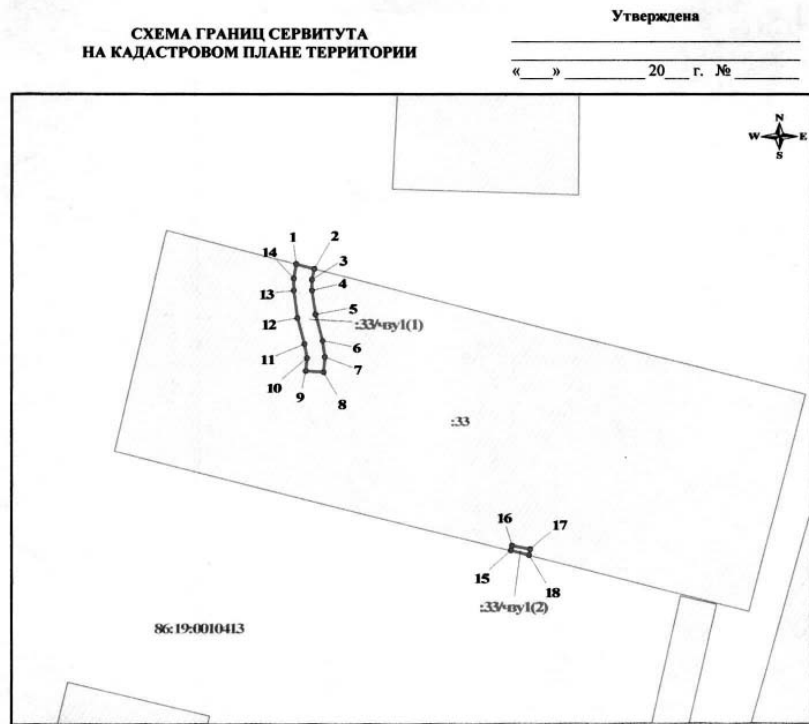 Утверждена
СХЕМА ГРАНИЦ СЕРВИТУТА
НА КАДАСТРОВОМ ПЛАНЕ ТЕРРИТОРИИ
«___» _________ 20___ г. № _______
N
W E
S
1
2
14
3
4
13
5
12
:33/чву1(1)
6
11
7
10
9
8
:33
16
17
15
18
:33/чву1(2)
86:19:0010413